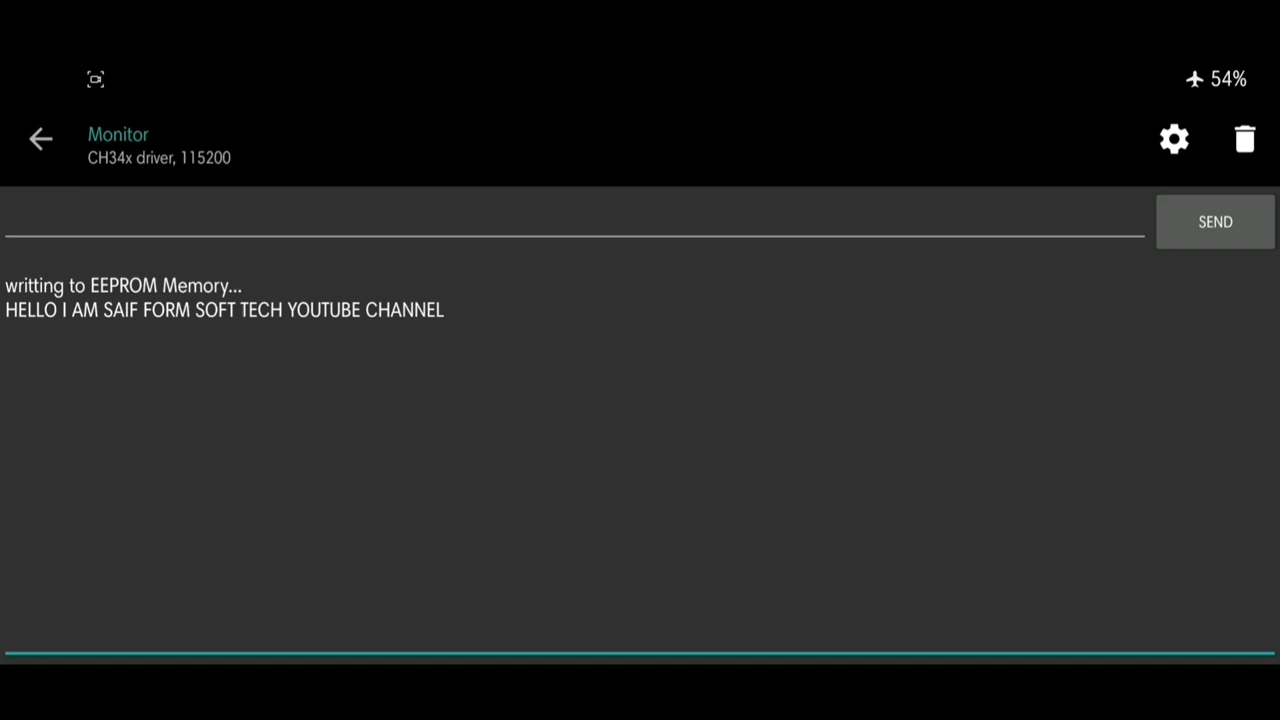 54%
Monitor
CH34x driver, 115200
SEND
writting to EEPROM Memory...
HELLO I AM SAIF FORM SOFT TECH YOUTUBE CHANNEL